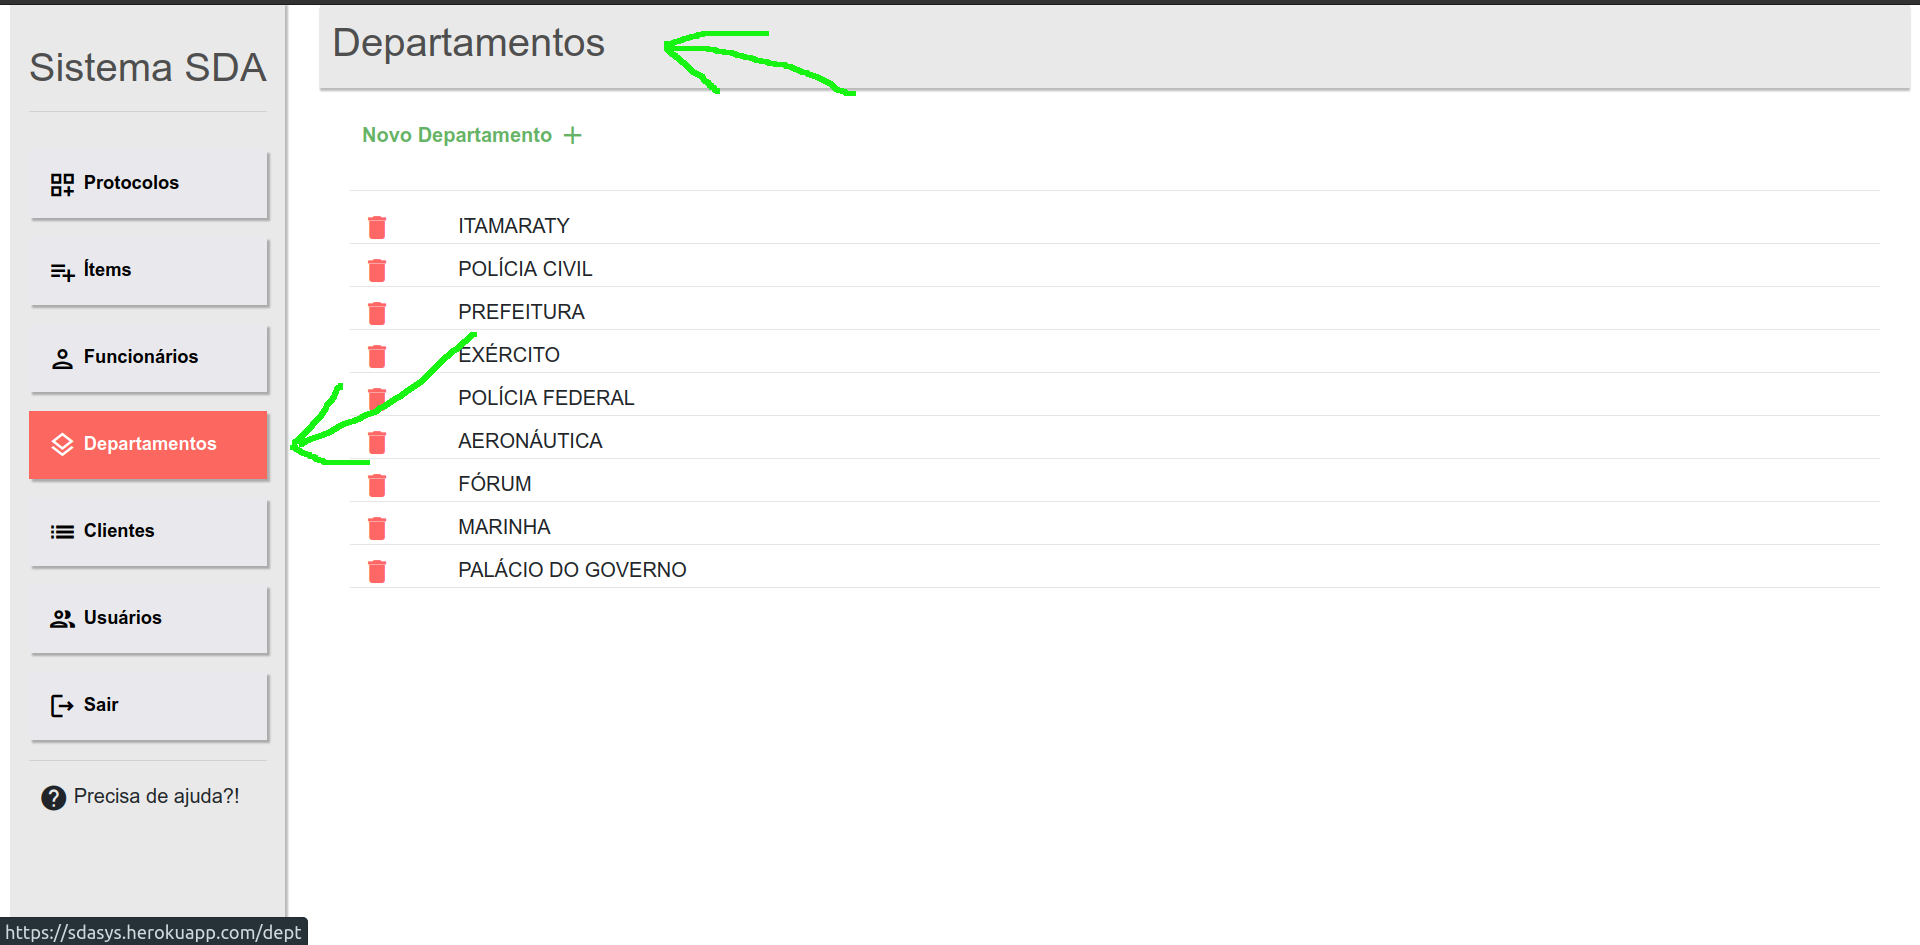 Sistema SDA
Protocolos
Ítems
Funcionários
Departamentos
Clientes
Usuários
Sair
Precisa de ajuda?!
Departamentos
Novo Departamento +
ITAMARATY
POLÍCIA CIVIL
PREFEITURA
EXÉRCITO
POLÍCIA FEDERAL
AERONÁUTICA
FÓRUM
MARINHA
PALÁCIO DO GOVERNO
https://sdasys.herokuapp.com/dept